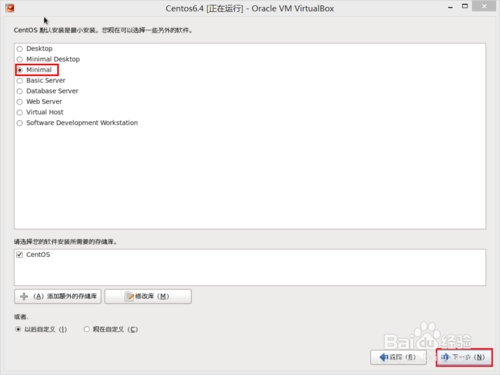 Centos6.4 [正在运行] - Oracle VM VirtualBox
CentOS 默认安装是最小安装。您现在可以选择一些另外的软件。
Desktop
Minimal Desktop
Minimal
Basic Server
Database Server
Web Server
Virtual Host
Software Development Workstation
请选择您的软件安装所需要的存储库。
CentOS
(A) 添加额外的存储库
修改库 (M)
或者,
以后自定义 (l)
现在自定义 (C)
返回 (B)
下一步 (N)
Bai 经验